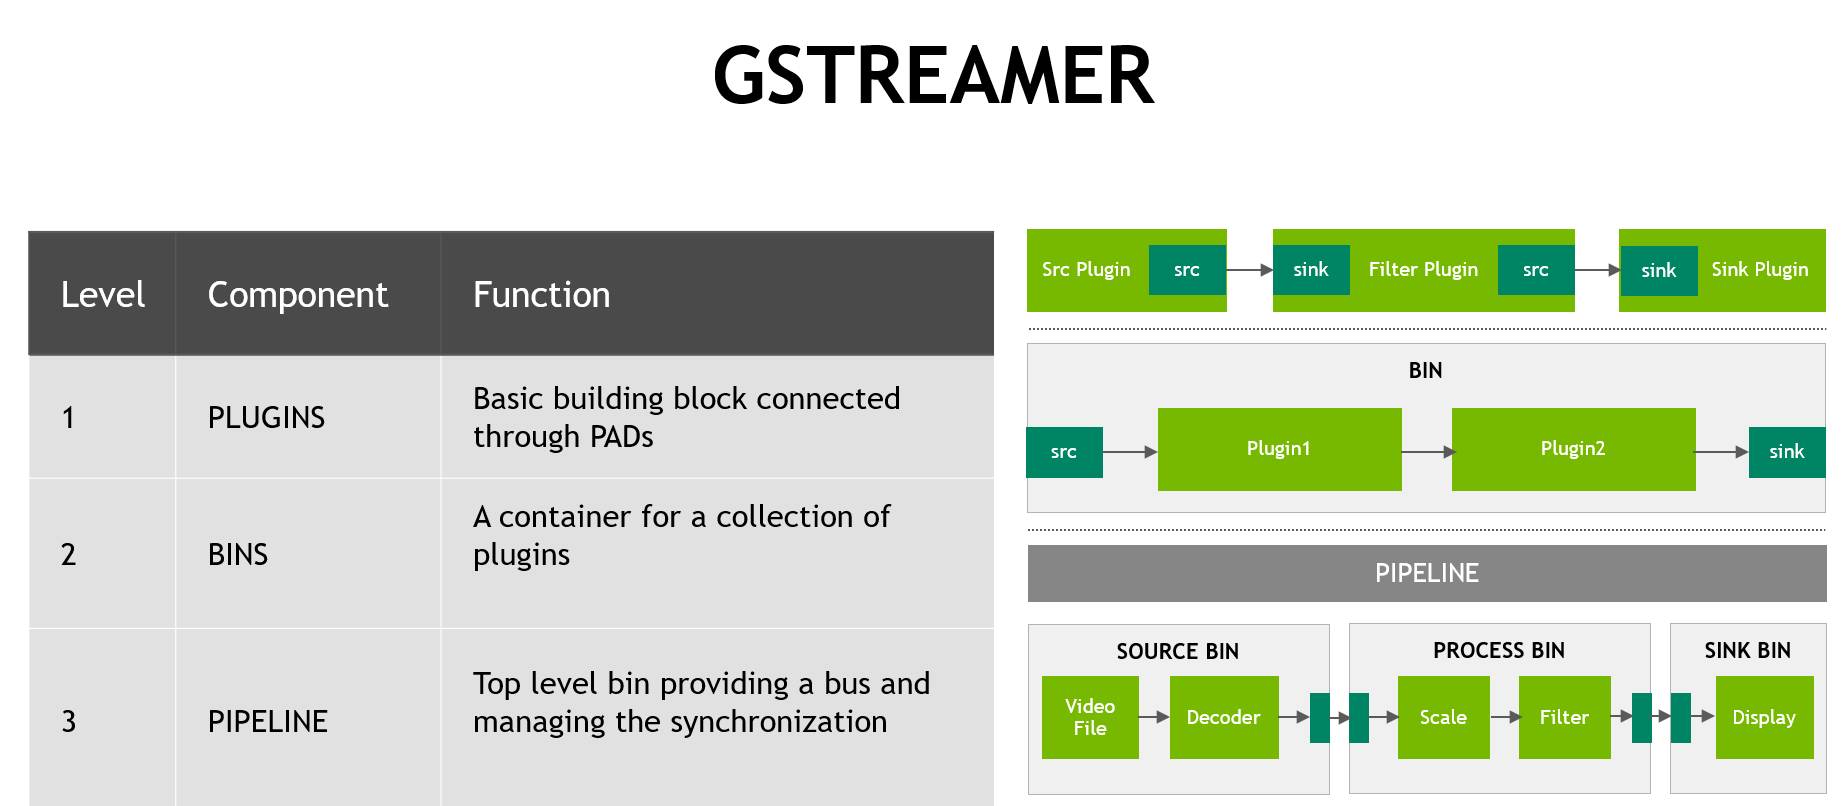 GSTREAMER
Level Component Function
1 PLUGINS Basic building block connected
through PADs
2 BINS A container for a collection of
plugins
3 PIPELINE Top level bin providing a bus and
managing the synchronization
Src Plugin src sink Filter Plugin src sink Sink Plugin
BIN
src Plugin1 Plugin2 sink
PIPELINE
SOURCE BIN
Video
File
Decoder
PROCESS BIN
Scale Filter
SINK BIN
Display